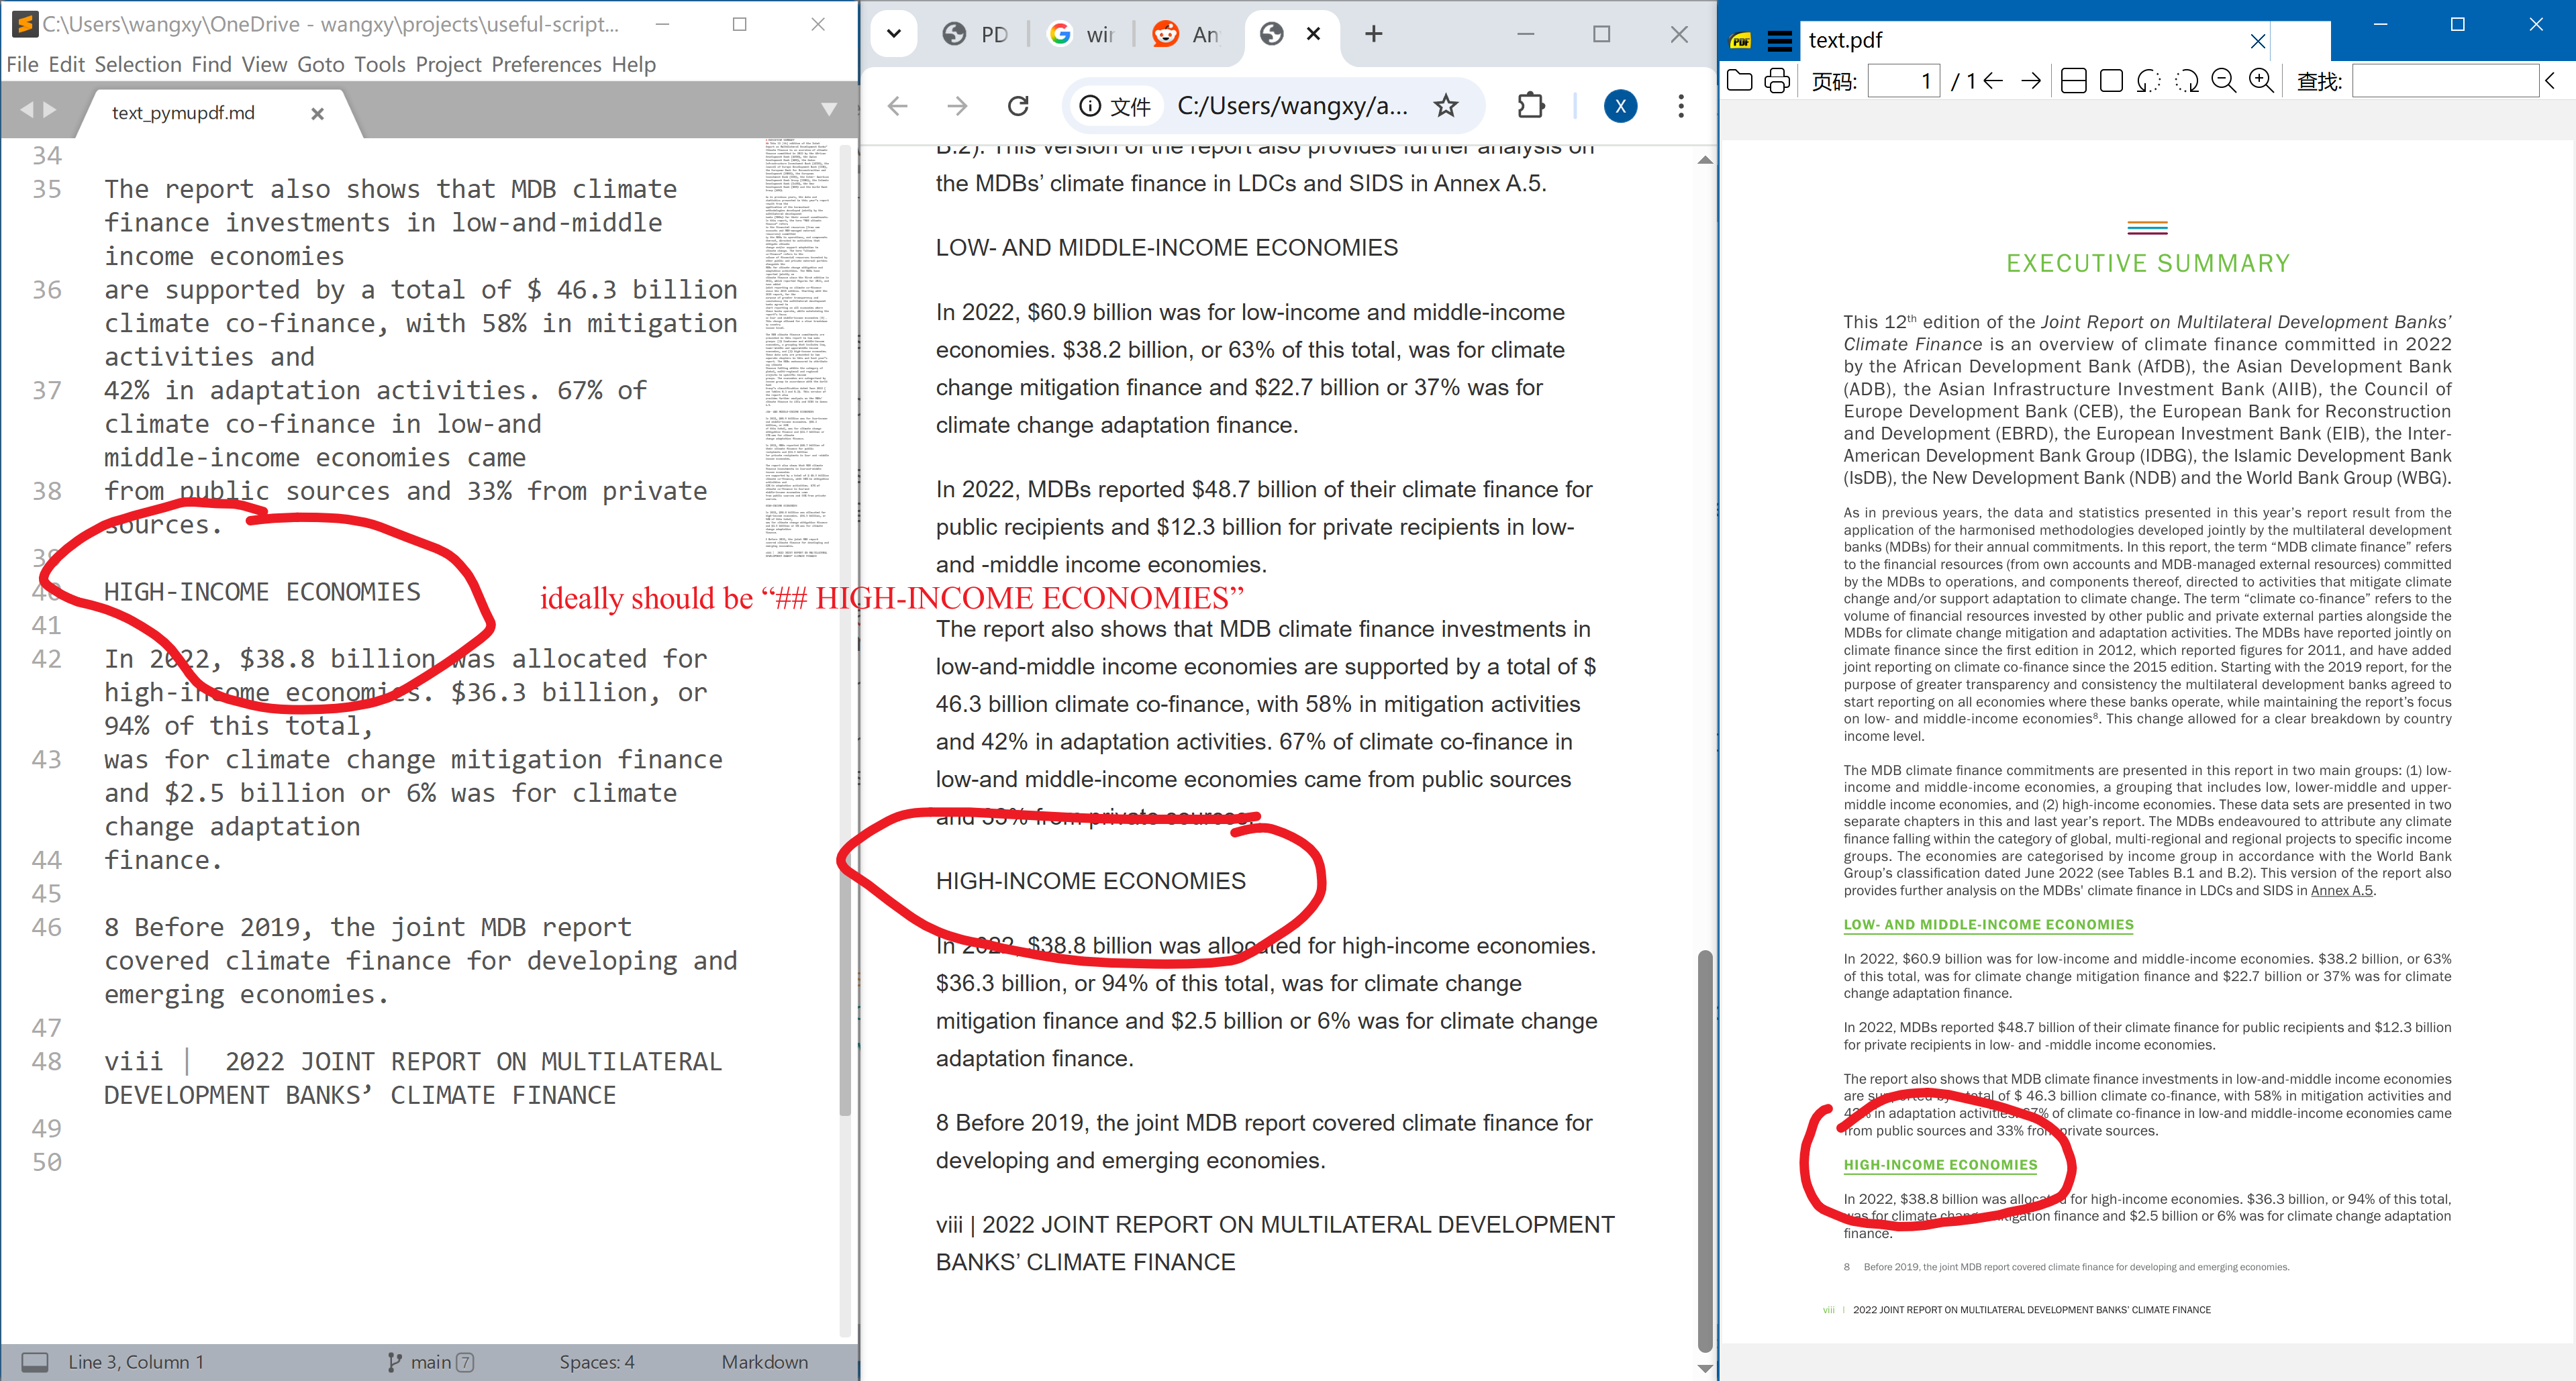 C:\Users\wangxy\OneDrive - wangxy\projects\useful-script...
File Edit Selection Find View Goto Tools Project Preferences Help
text_pymupdf.md
34
35 The report also shows that MDB climate
finance investments in low-and-middle
income economies
36 are supported by a total of $ 46.3 billion
climate co-finance, with 58% in mitigation
activities and
37 42% in adaptation activities. 67% of
climate co-finance in low-and
middle-income economies came
38 from public sources and 33% from private
sources.
39
40 HIGH-INCOME ECONOMIES
41
42 In 2022, $38.8 billion was allocated for
high-income economies. $36.3 billion, or
94% of this total,
43 was for climate change mitigation finance
and $2.5 billion or 6% was for climate
change adaptation
44 finance.
45
46 8 Before 2019, the joint MDB report
covered climate finance for developing and
emerging economies.
47
48 viii | 2022 JOINT REPORT ON MULTILATERAL
DEVELOPMENT BANKS’ CLIMATE FINANCE
49
50
Line 3, Column 1 main 7 Spaces: 4 Markdown
ideally should be “## HIGH-INCOME ECONOMIES”
PD
wir
An
文件 C:/Users/wangxy/a...
X
B.2). This version of the report also provides further analysis on
the MDBs’ climate finance in LDCs and SIDS in Annex A.5.
LOW- AND MIDDLE-INCOME ECONOMIES
In 2022, $60.9 billion was for low-income and middle-income
economies. $38.2 billion, or 63% of this total, was for climate
change mitigation finance and $22.7 billion or 37% was for
climate change adaptation finance.
In 2022, MDBs reported $48.7 billion of their climate finance for
public recipients and $12.3 billion for private recipients in low-
and -middle income economies.
The report also shows that MDB climate finance investments in
low-and-middle income economies are supported by a total of $
46.3 billion climate co-finance, with 58% in mitigation activities
and 42% in adaptation activities. 67% of climate co-finance in
low-and middle-income economies came from public sources
and 33% from private sources.
HIGH-INCOME ECONOMIES
In 2022, $38.8 billion was allocated for high-income economies.
$36.3 billion, or 94% of this total, was for climate change
mitigation finance and $2.5 billion or 6% was for climate change
adaptation finance.
8 Before 2019, the joint MDB report covered climate finance for
developing and emerging economies.
viii | 2022 JOINT REPORT ON MULTILATERAL DEVELOPMENT
BANKS’ CLIMATE FINANCE
PDF
text.pdf
页码: 1 / 1 查找:
EXECUTIVE SUMMARY
This 12th edition of the Joint Report on Multilateral Development Banks’
Climate Finance is an overview of climate finance committed in 2022
by the African Development Bank (AfDB), the Asian Development Bank
(ADB), the Asian Infrastructure Investment Bank (AIIB), the Council of
Europe Development Bank (CEB), the European Bank for Reconstruction
and Development (EBRD), the European Investment Bank (EIB), the Inter-
American Development Bank Group (IDBG), the Islamic Development Bank
(IsDB), the New Development Bank (NDB) and the World Bank Group (WBG).
As in previous years, the data and statistics presented in this year’s report result from the
application of the harmonised methodologies developed jointly by the multilateral development
banks (MDBs) for their annual commitments. In this report, the term “MDB climate finance” refers
to the financial resources (from own accounts and MDB-managed external resources) committed
by the MDBs to operations, and components thereof, directed to activities that mitigate climate
change and/or support adaptation to climate change. The term “climate co-finance” refers to the
volume of financial resources invested by other public and private external parties alongside the
MDBs for climate change mitigation and adaptation activities. The MDBs have reported jointly on
climate finance since the first edition in 2012, which reported figures for 2011, and have added
joint reporting on climate co-finance since the 2015 edition. Starting with the 2019 report, for the
purpose of greater transparency and consistency the multilateral development banks agreed to
start reporting on all economies where these banks operate, while maintaining the report’s focus
on low- and middle-income economies8. This change allowed for a clear breakdown by country
income level.
The MDB climate finance commitments are presented in this report in two main groups: (1) low-
income and middle-income economies, a grouping that includes low, lower-middle and upper-
middle income economies, and (2) high-income economies. These data sets are presented in two
separate chapters in this and last year’s report. The MDBs endeavoured to attribute any climate
finance falling within the category of global, multi-regional and regional projects to specific income
groups. The economies are categorised by income group in accordance with the World Bank
Group’s classification dated June 2022 (see Tables B.1 and B.2). This version of the report also
provides further analysis on the MDBs’ climate finance in LDCs and SIDS in Annex A.5.
LOW- AND MIDDLE-INCOME ECONOMIES
In 2022, $60.9 billion was for low-income and middle-income economies. $38.2 billion, or 63%
of this total, was for climate change mitigation finance and $22.7 billion or 37% was for climate
change adaptation finance.
In 2022, MDBs reported $48.7 billion of their climate finance for public recipients and $12.3 billion
for private recipients in low- and -middle income economies.
The report also shows that MDB climate finance investments in low-and-middle income economies
are supported by a total of $ 46.3 billion climate co-finance, with 58% in mitigation activities and
42% in adaptation activities. 67% of climate co-finance in low-and middle-income economies came
from public sources and 33% from private sources.
HIGH-INCOME ECONOMIES
In 2022, $38.8 billion was allocated for high-income economies. $36.3 billion, or 94% of this total,
was for climate change mitigation finance and $2.5 billion or 6% was for climate change adaptation
finance.
8 Before 2019, the joint MDB report covered climate finance for developing and emerging economies.
viii | 2022 JOINT REPORT ON MULTILATERAL DEVELOPMENT BANKS’ CLIMATE FINANCE